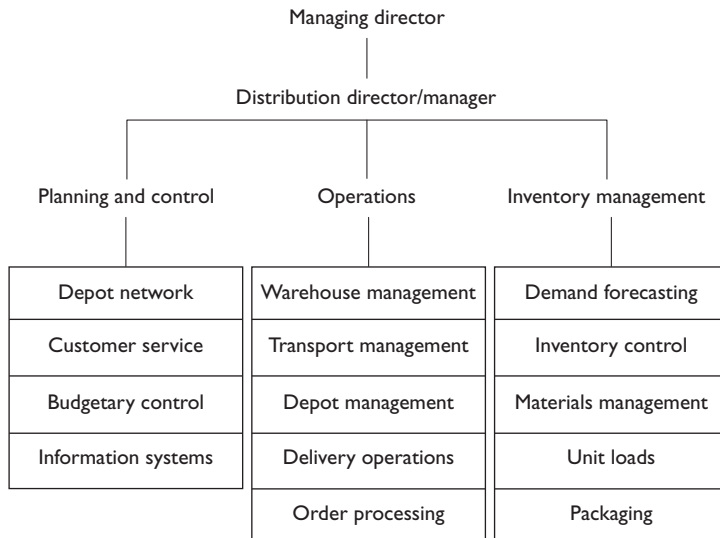 Managing director
Distribution director/manager
Planning and control
Operations
Inventory management
Depot network
Customer service
Budgetary control
Information systems
Warehouse management
Transport management
Depot management
Delivery operations
Order processing
Demand forecasting
Inventory control
Materials management
Unit loads
Packaging